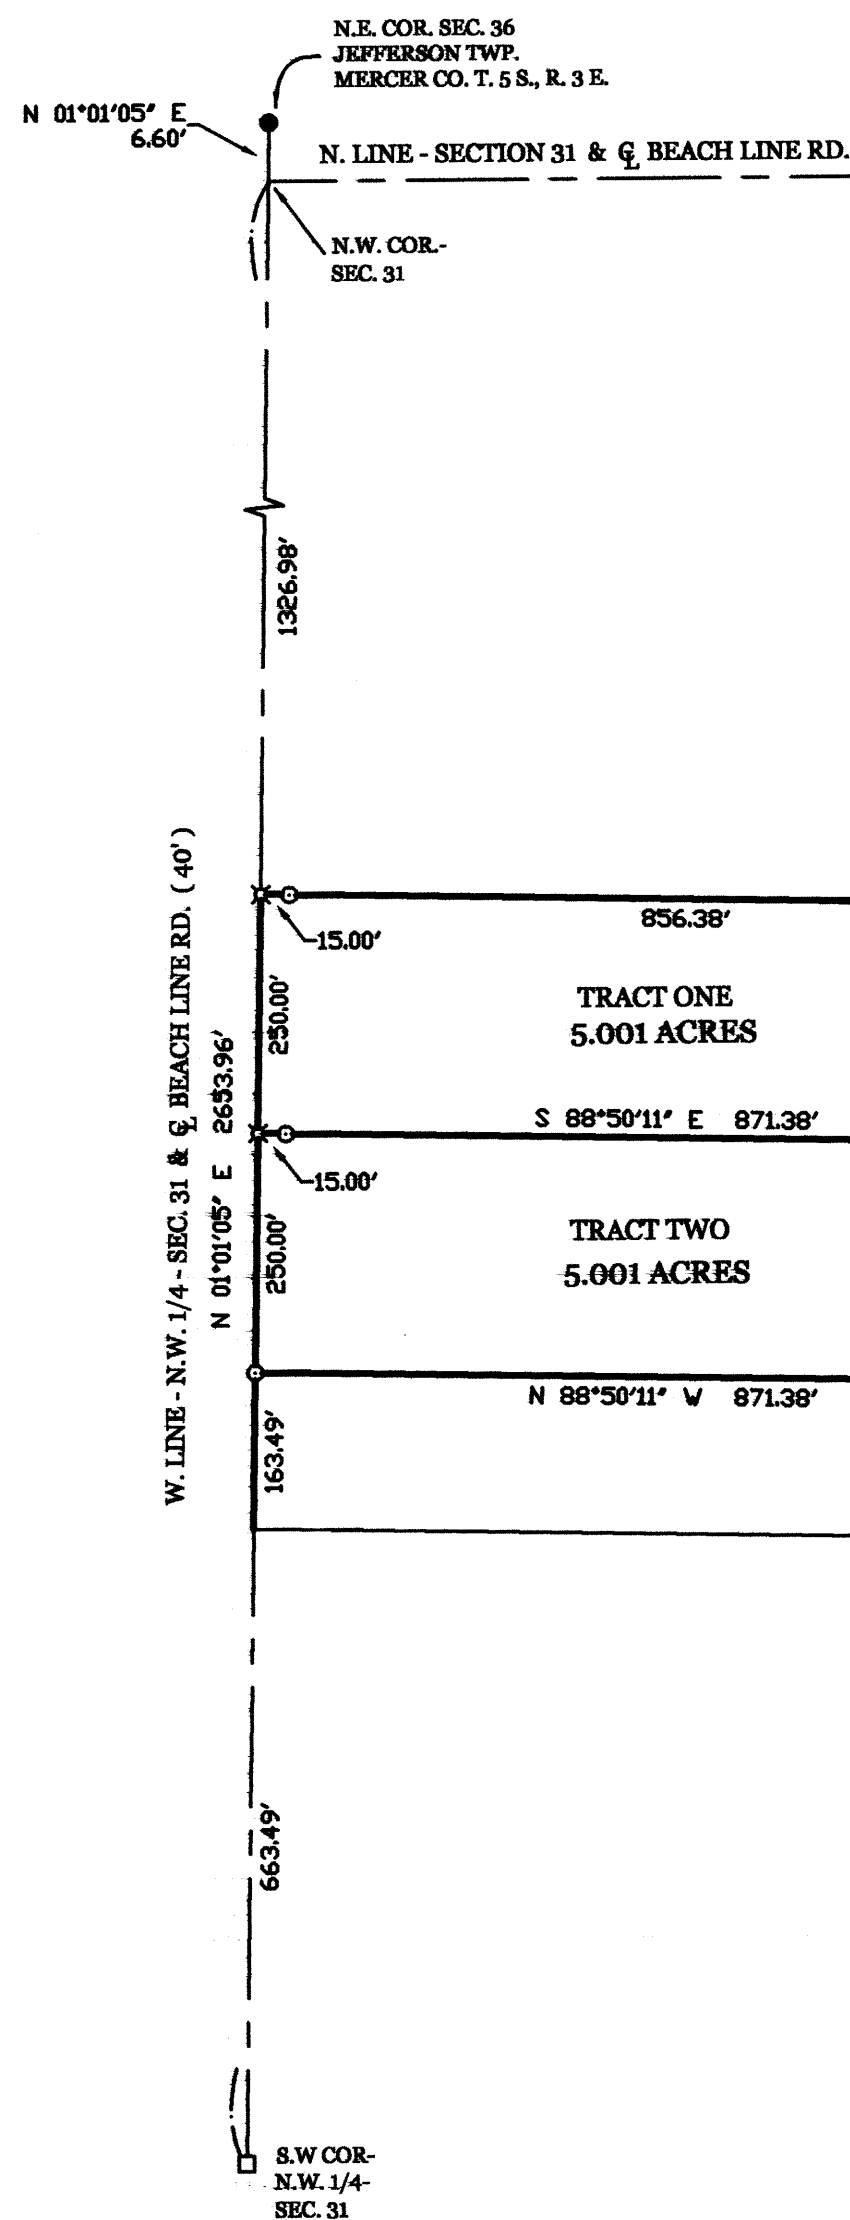 N.E. COR. SEC. 36
JEFFERSON TWP.
MERCER CO. T. 5 S., R. 3 E.
N 01°01'05" E
6.60'
N. LINE - SECTION 31 & ℄ BEACH LINE RD.
N.W. COR.-
SEC. 31
1326.98'
W. LINE - N.W. 1/4 - SEC. 31 & ℄ BEACH LINE RD. (40')
N 01°01'05" E 2653.96'
856.38'
15.00'
250.00'
TRACT ONE
5.001 ACRES
S 88°50'11" E 871.38'
15.00'
250.00'
TRACT TWO
5.001 ACRES
N 88°50'11" W 871.38'
163.49'
663.49'
S.W COR-
N.W. 1/4-
SEC. 31